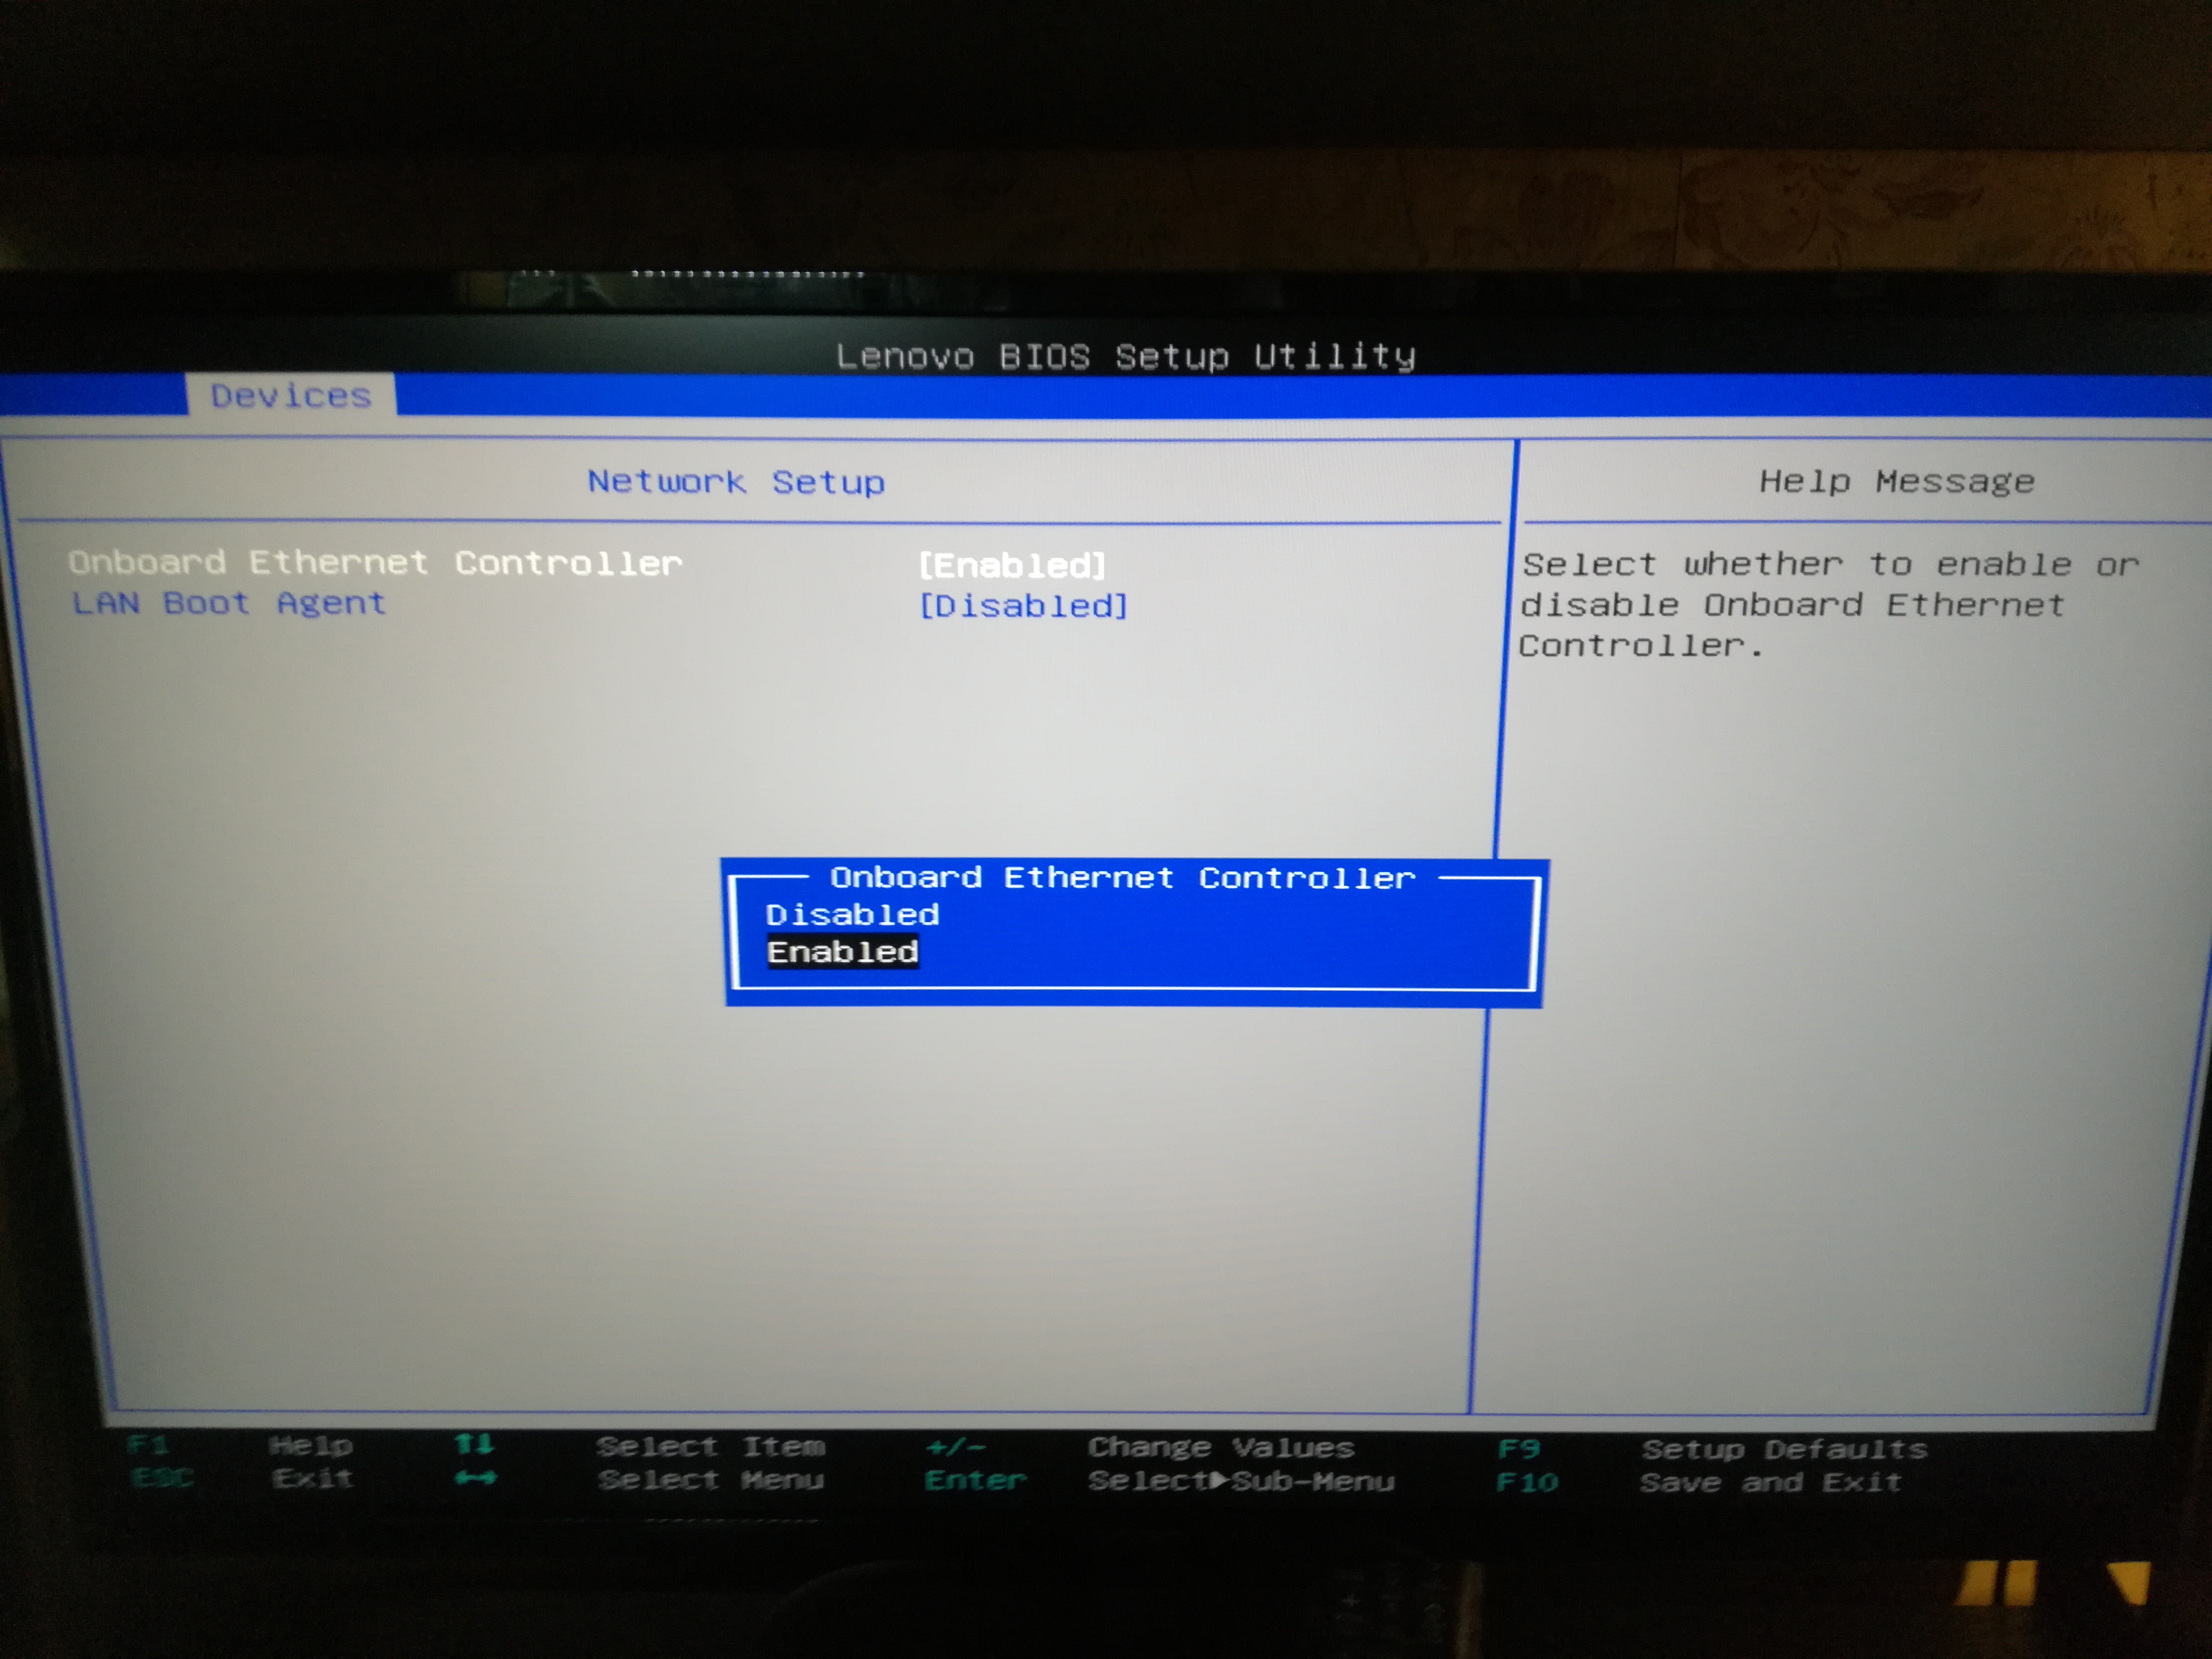 Lenovo BIOS Setup Utility
Devices
Network Setup
Help Message
Onboard Ethernet Controller [Enabled]
LAN Boot Agent [Disabled]
Select whether to enable or
disable Onboard Ethernet
Controller.
Onboard Ethernet Controller
Disabled
Enabled
F1 Help ↑↓ Select Item +/- Change Values F9 Setup Defaults
ESC Exit ↔ Select Menu Enter Select▶Sub-Menu F10 Save and Exit